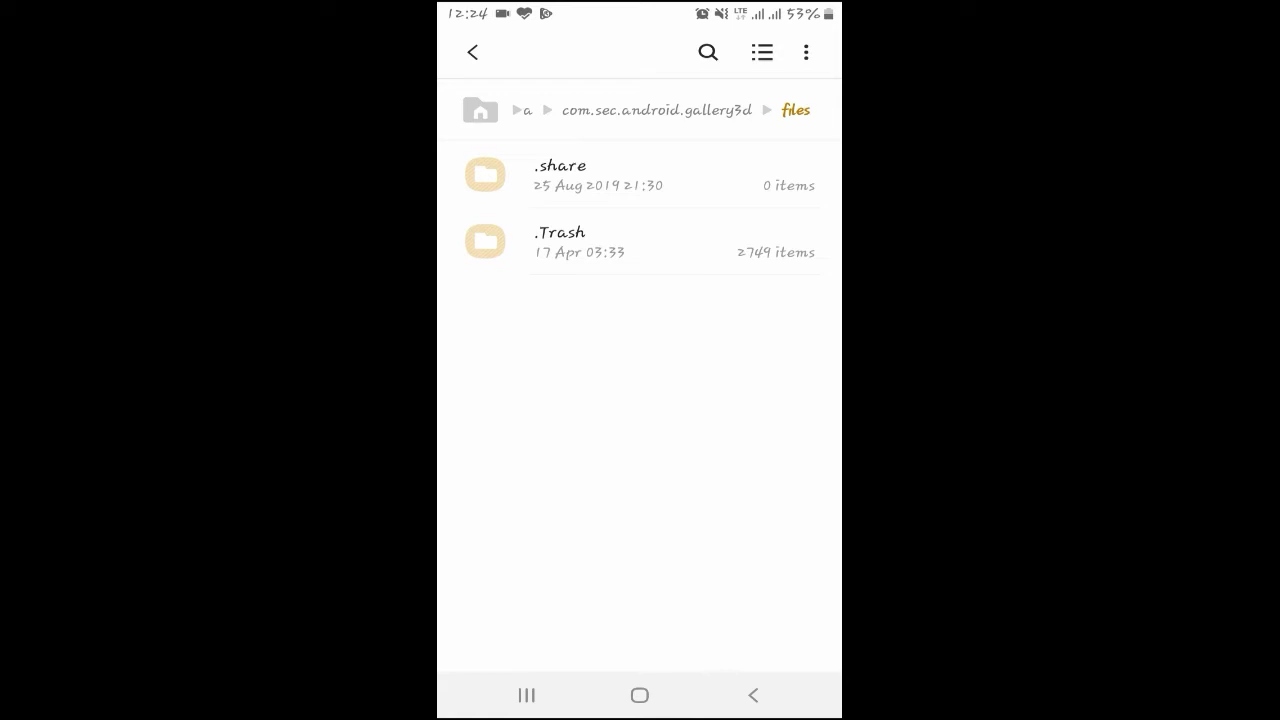 12:24 LTE 53%
a com.sec.android.gallery3d files
.share
25 Aug 2019 21:30 0 items
.Trash
17 Apr 03:33 2749 items